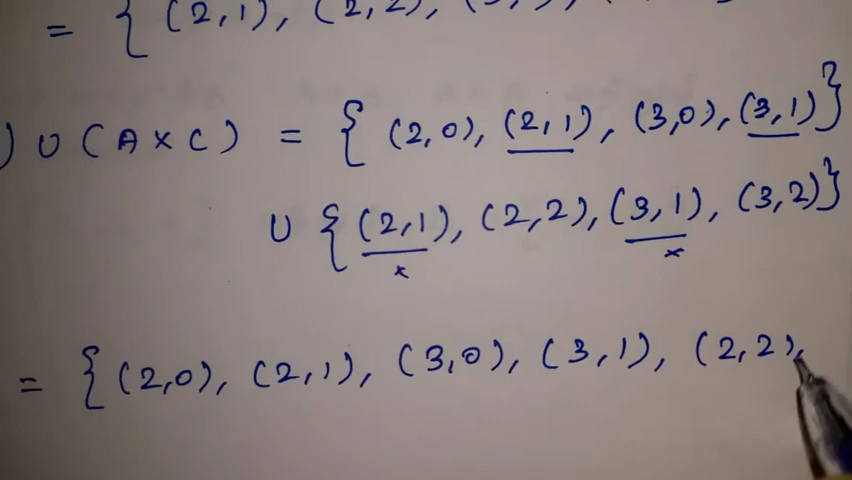 = { (2,1), (2,2),
) ∪ (A × C) = { (2,0), (2,1), (3,0), (3,1)}
∪ { (2,1), (2,2), (3,1), (3,2)}
x x
= { (2,0), (2,1), (3,0), (3,1), (2,2),